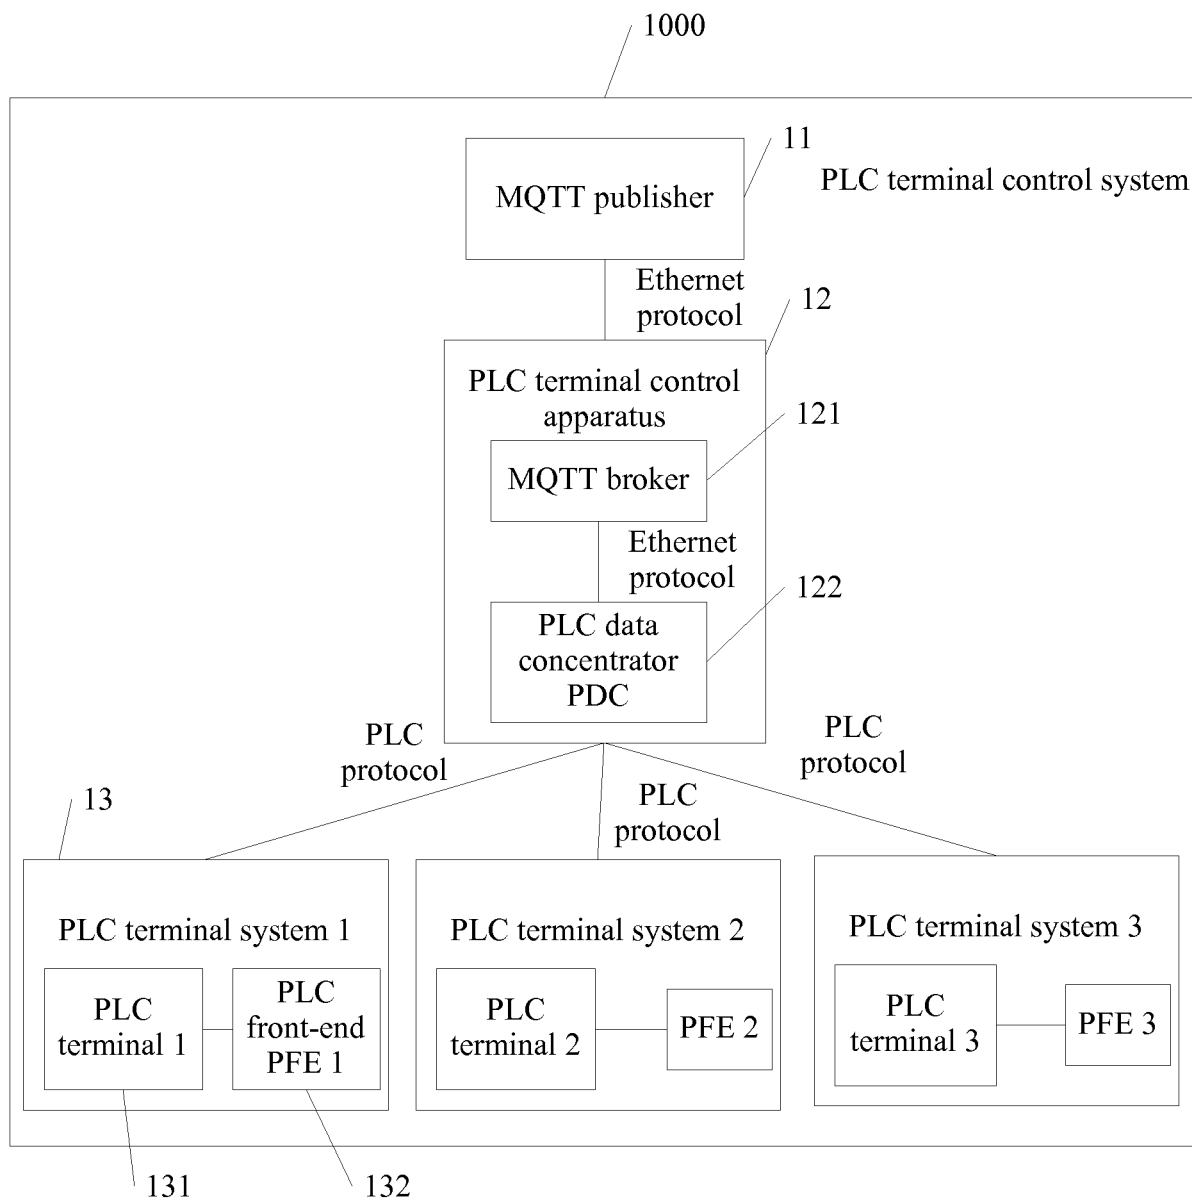 1000
11
MQTT publisher
PLC terminal control system
Ethernet
protocol
12
PLC terminal control
apparatus
121
MQTT broker
Ethernet
protocol
122
PLC data
concentrator
PDC
PLC
protocol
PLC
protocol
PLC
protocol
13
PLC terminal system 1
PLC
terminal 1
PLC
front-end
PFE 1
PLC terminal system 2
PLC
terminal 2
PFE 2
PLC terminal system 3
PLC
terminal 3
PFE 3
131
132